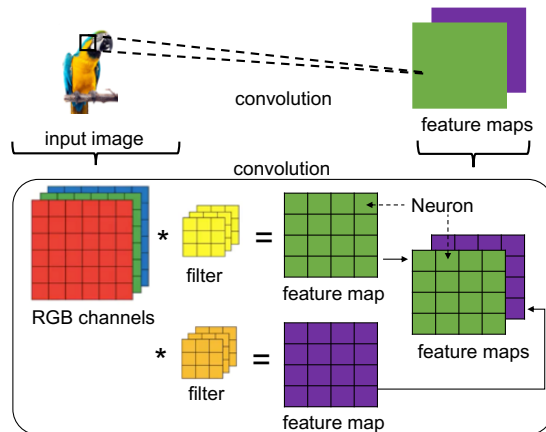 convolution
input image
feature maps
convolution
*
=
Neuron
filter
feature map
RGB channels
feature maps
*
=
filter
feature map